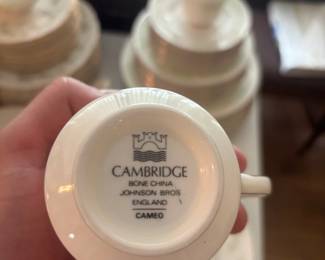 CAMBRIDGE
BONE CHINA
JOHNSON BROS
ENGLAND
CAMEO